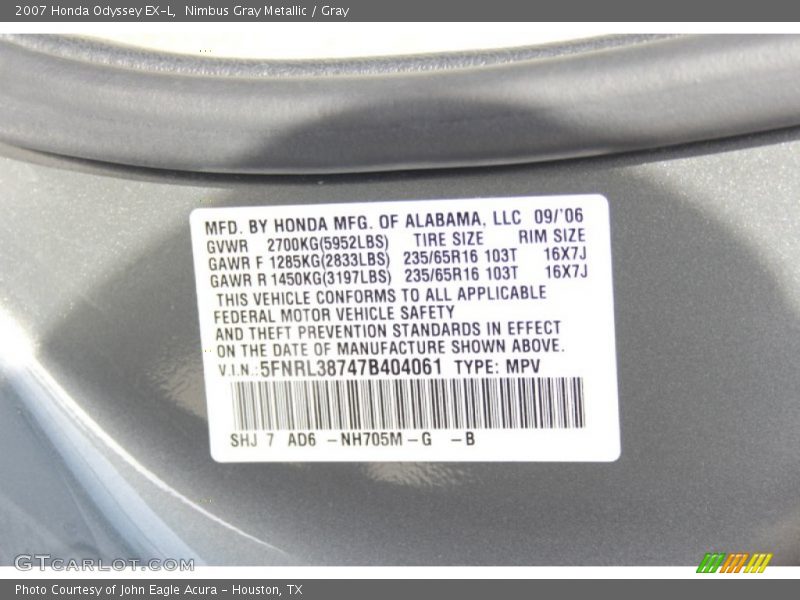 2007 Honda Odyssey EX-L, Nimbus Gray Metallic / Gray
MFD. BY HONDA MFG. OF ALABAMA, LLC 09/'06
GVWR 2700KG(5952LBS) TIRE SIZE RIM SIZE
GAWR F 1285KG(2833LBS) 235/65R16 103T 16X7J
GAWR R 1450KG(3197LBS) 235/65R16 103T 16X7J
THIS VEHICLE CONFORMS TO ALL APPLICABLE
FEDERAL MOTOR VEHICLE SAFETY
AND THEFT PREVENTION STANDARDS IN EFFECT
ON THE DATE OF MANUFACTURE SHOWN ABOVE.
V.I.N.:5FNRL38747B404061 TYPE: MPV
SHJ 7 AD6 -NH705M-G -B
GTCARLOT.COM
Photo Courtesy of John Eagle Acura - Houston, TX